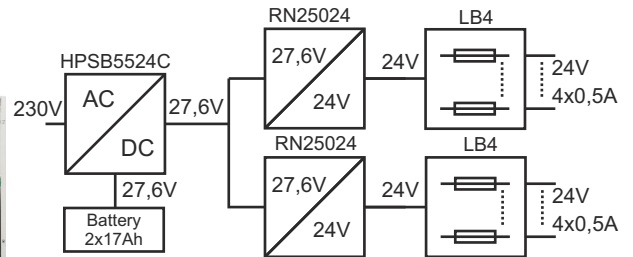 RN25024
LB4
HPSB5524C
27,6V
24V
24V
24V
4x0,5A
230V
AC
DC
27,6V
RN25024
LB4
27,6V
Battery
2x17Ah
27,6V
24V
24V
24V
4x0,5A